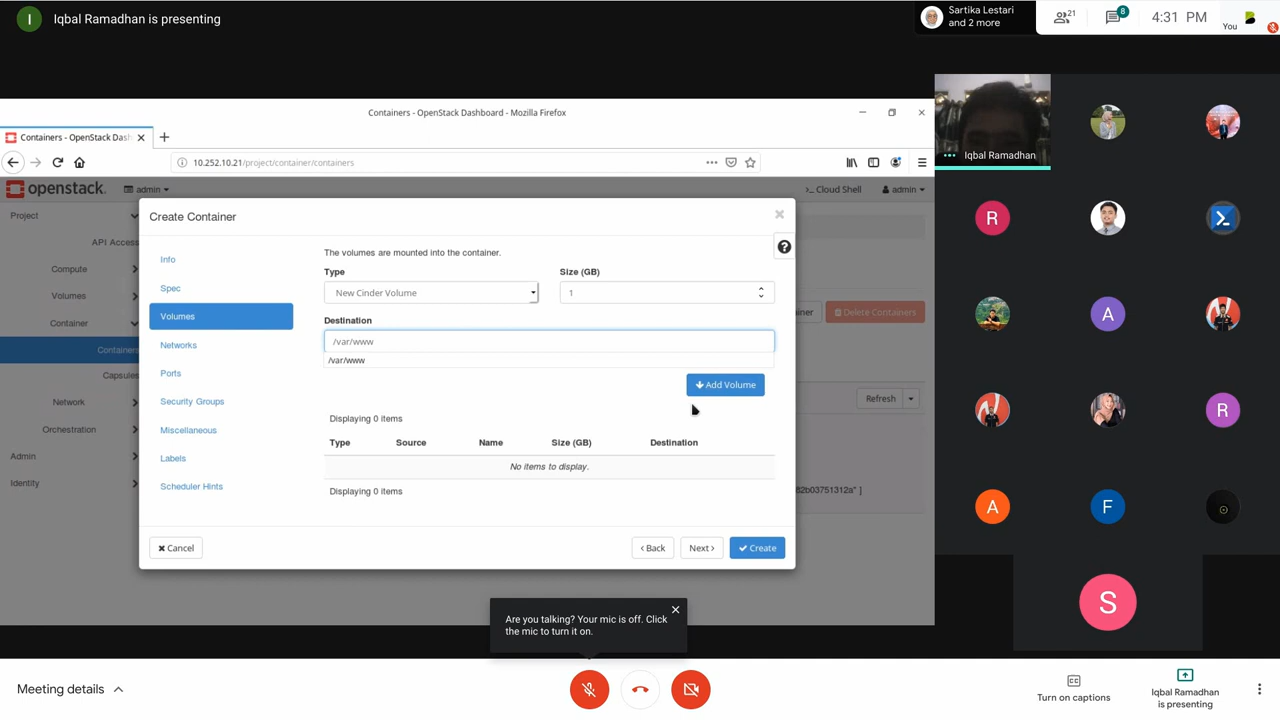 I
Iqbal Ramadhan is presenting
Sartika Lestari
and 2 more
21
8
4:31 PM
You
Containers - OpenStack Dashboard - Mozilla Firefox
Containers - OpenStack Dash
10.252.10.21/project/container/containers
openstack.
admin
>_ Cloud Shell
admin
Project
API Access
Compute
Volumes
Container
Containers
Capsules
Network
Orchestration
Admin
Identity
Create Container
Info
Spec
Volumes
Networks
Ports
Security Groups
Miscellaneous
Labels
Scheduler Hints
The volumes are mounted into the container.
Type
Size (GB)
New Cinder Volume
1
Destination
/var/www
/var/www
Add Volume
Displaying 0 items
Type Source Name Size (GB) Destination
No items to display.
Displaying 0 items
Cancel
‹ Back
Next ›
Create
iner
Delete Containers
Refresh
82b03751312a" ]
Iqbal Ramadhan
R
A
R
A
F
S
Are you talking? Your mic is off. Click
the mic to turn it on.
Meeting details
Turn on captions
Iqbal Ramadhan
is presenting